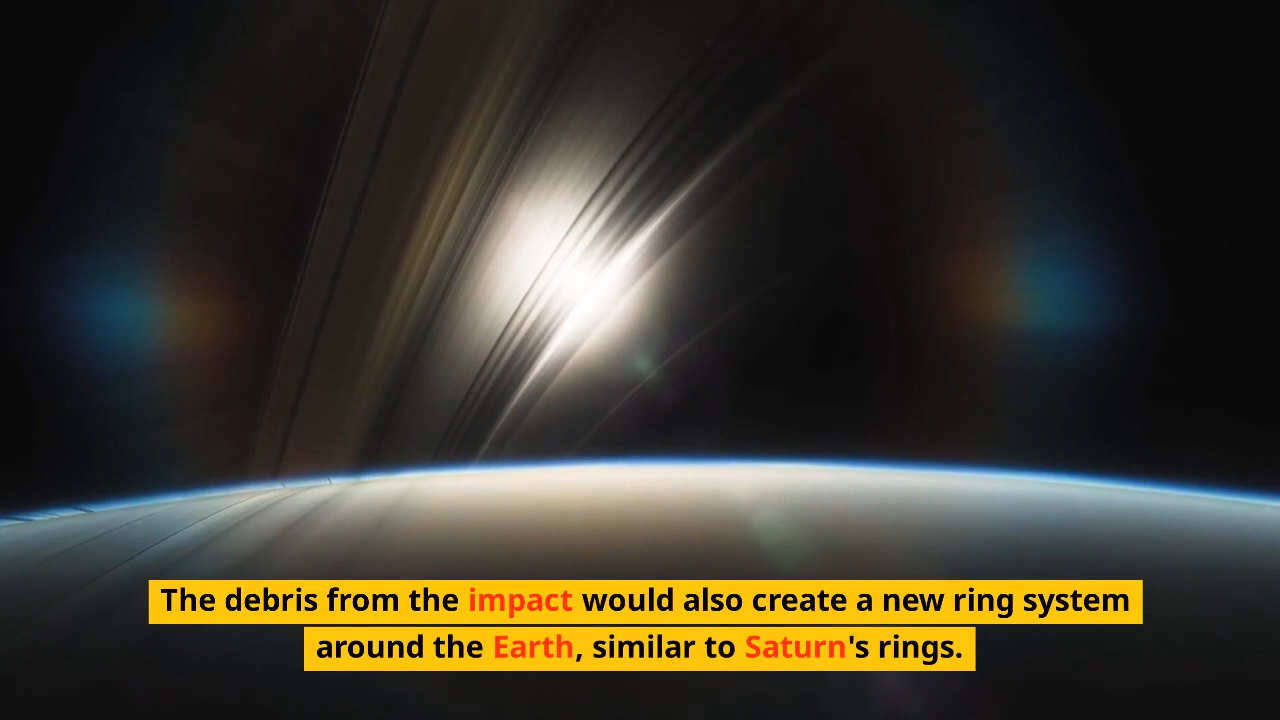 The debris from the impact would also create a new ring system
around the Earth, similar to Saturn's rings.